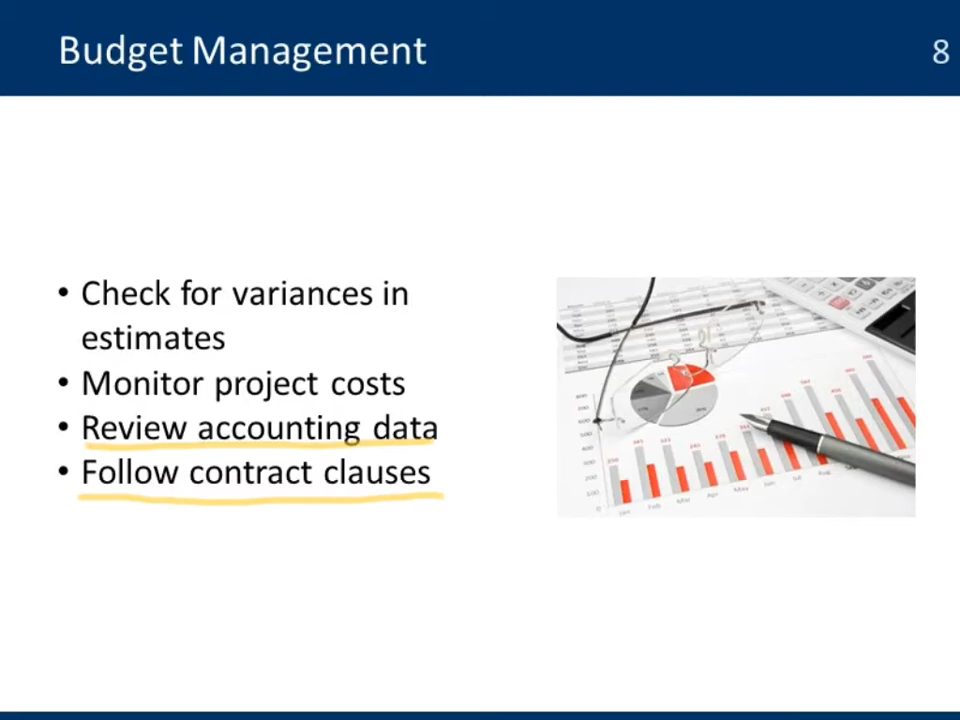 Budget Management
8
• Check for variances in
estimates
• Monitor project costs
• Review accounting data
• Follow contract clauses